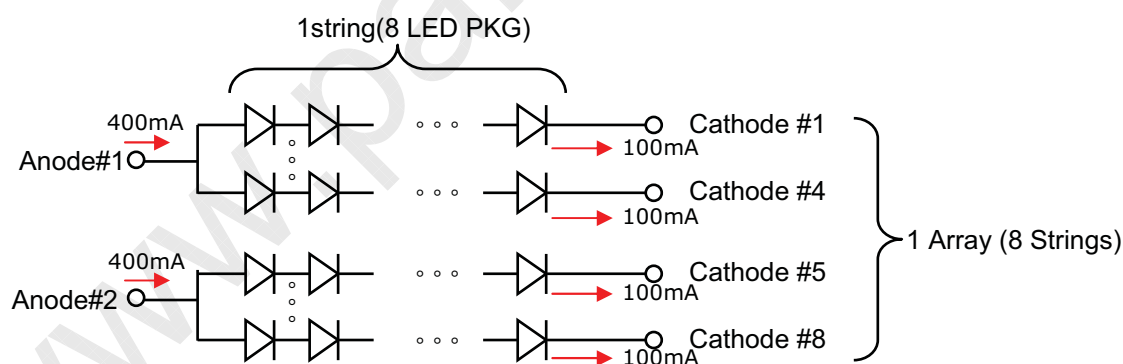 1string(8 LED PKG)
400mA
Anode#1
Cathode #1
100mA
Cathode #4
100mA
1 Array (8 Strings)
400mA
Anode#2
Cathode #5
100mA
Cathode #8
100mA